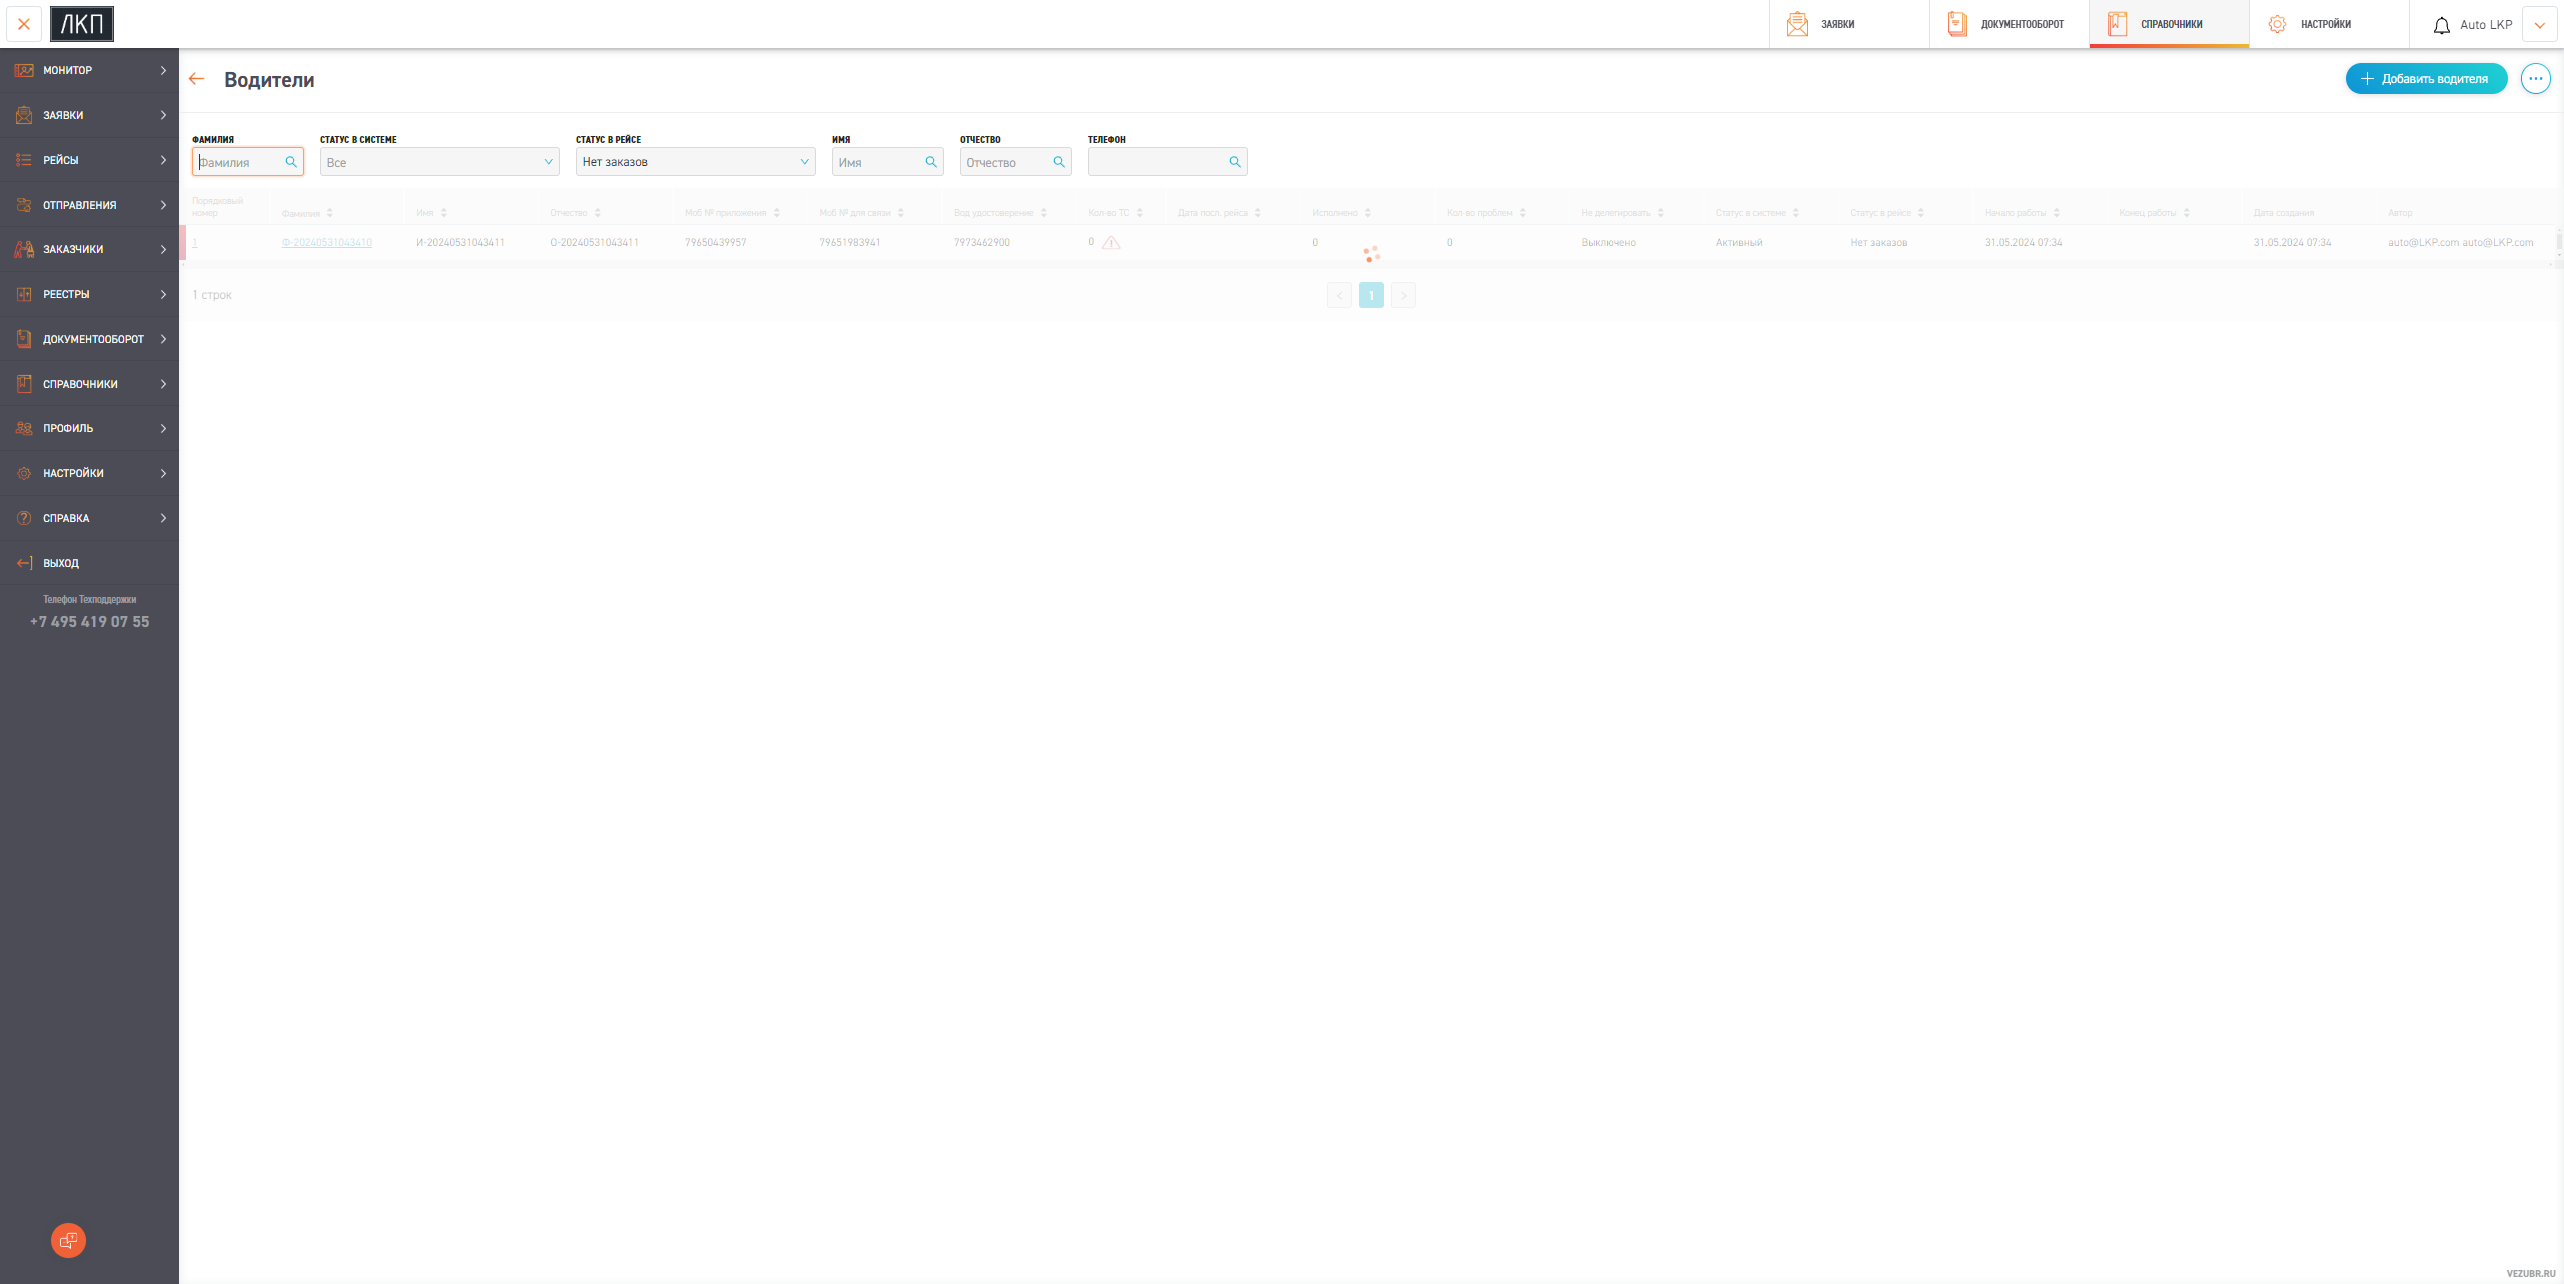 ЛКП
ЗАЯВКИ
ДОКУМЕНТООБОРОТ
СПРАВОЧНИКИ
НАСТРОЙКИ
Auto LKP
МОНИТОР
ЗАЯВКИ
РЕЙСЫ
ОТПРАВЛЕНИЯ
ЗАКАЗЧИКИ
РЕЕСТРЫ
ДОКУМЕНТООБОРОТ
СПРАВОЧНИКИ
ПРОФИЛЬ
НАСТРОЙКИ
СПРАВКА
ВЫХОД
Телефон Техподдержки
+7 495 419 07 55
Водители
Добавить водителя
ФАМИЛИЯ СТАТУС В СИСТЕМЕ СТАТУС В РЕЙСЕ ИМЯ ОТЧЕСТВО ТЕЛЕФОН
Фамилия Все Нет заказов Имя Отчество
Порядковый номер Фамилия Имя Отчество Моб № приложения Моб № для связи Вод удостоверение Кол-во ТС Дата посл. рейса Исполнено Кол-во проблем Не делегировать Статус в системе Статус в рейсе Начало работы Конец работы Дата создания Автор
1 Ф-20240531043410 И-20240531043411 О-20240531043411 79650439957 79651983941 7973462900 0 0 0 Выключено Активный Нет заказов 31.05.2024 07:34 31.05.2024 07:34 auto@LKP.com auto@LKP.com
1 строк
1
VEZUBR.RU